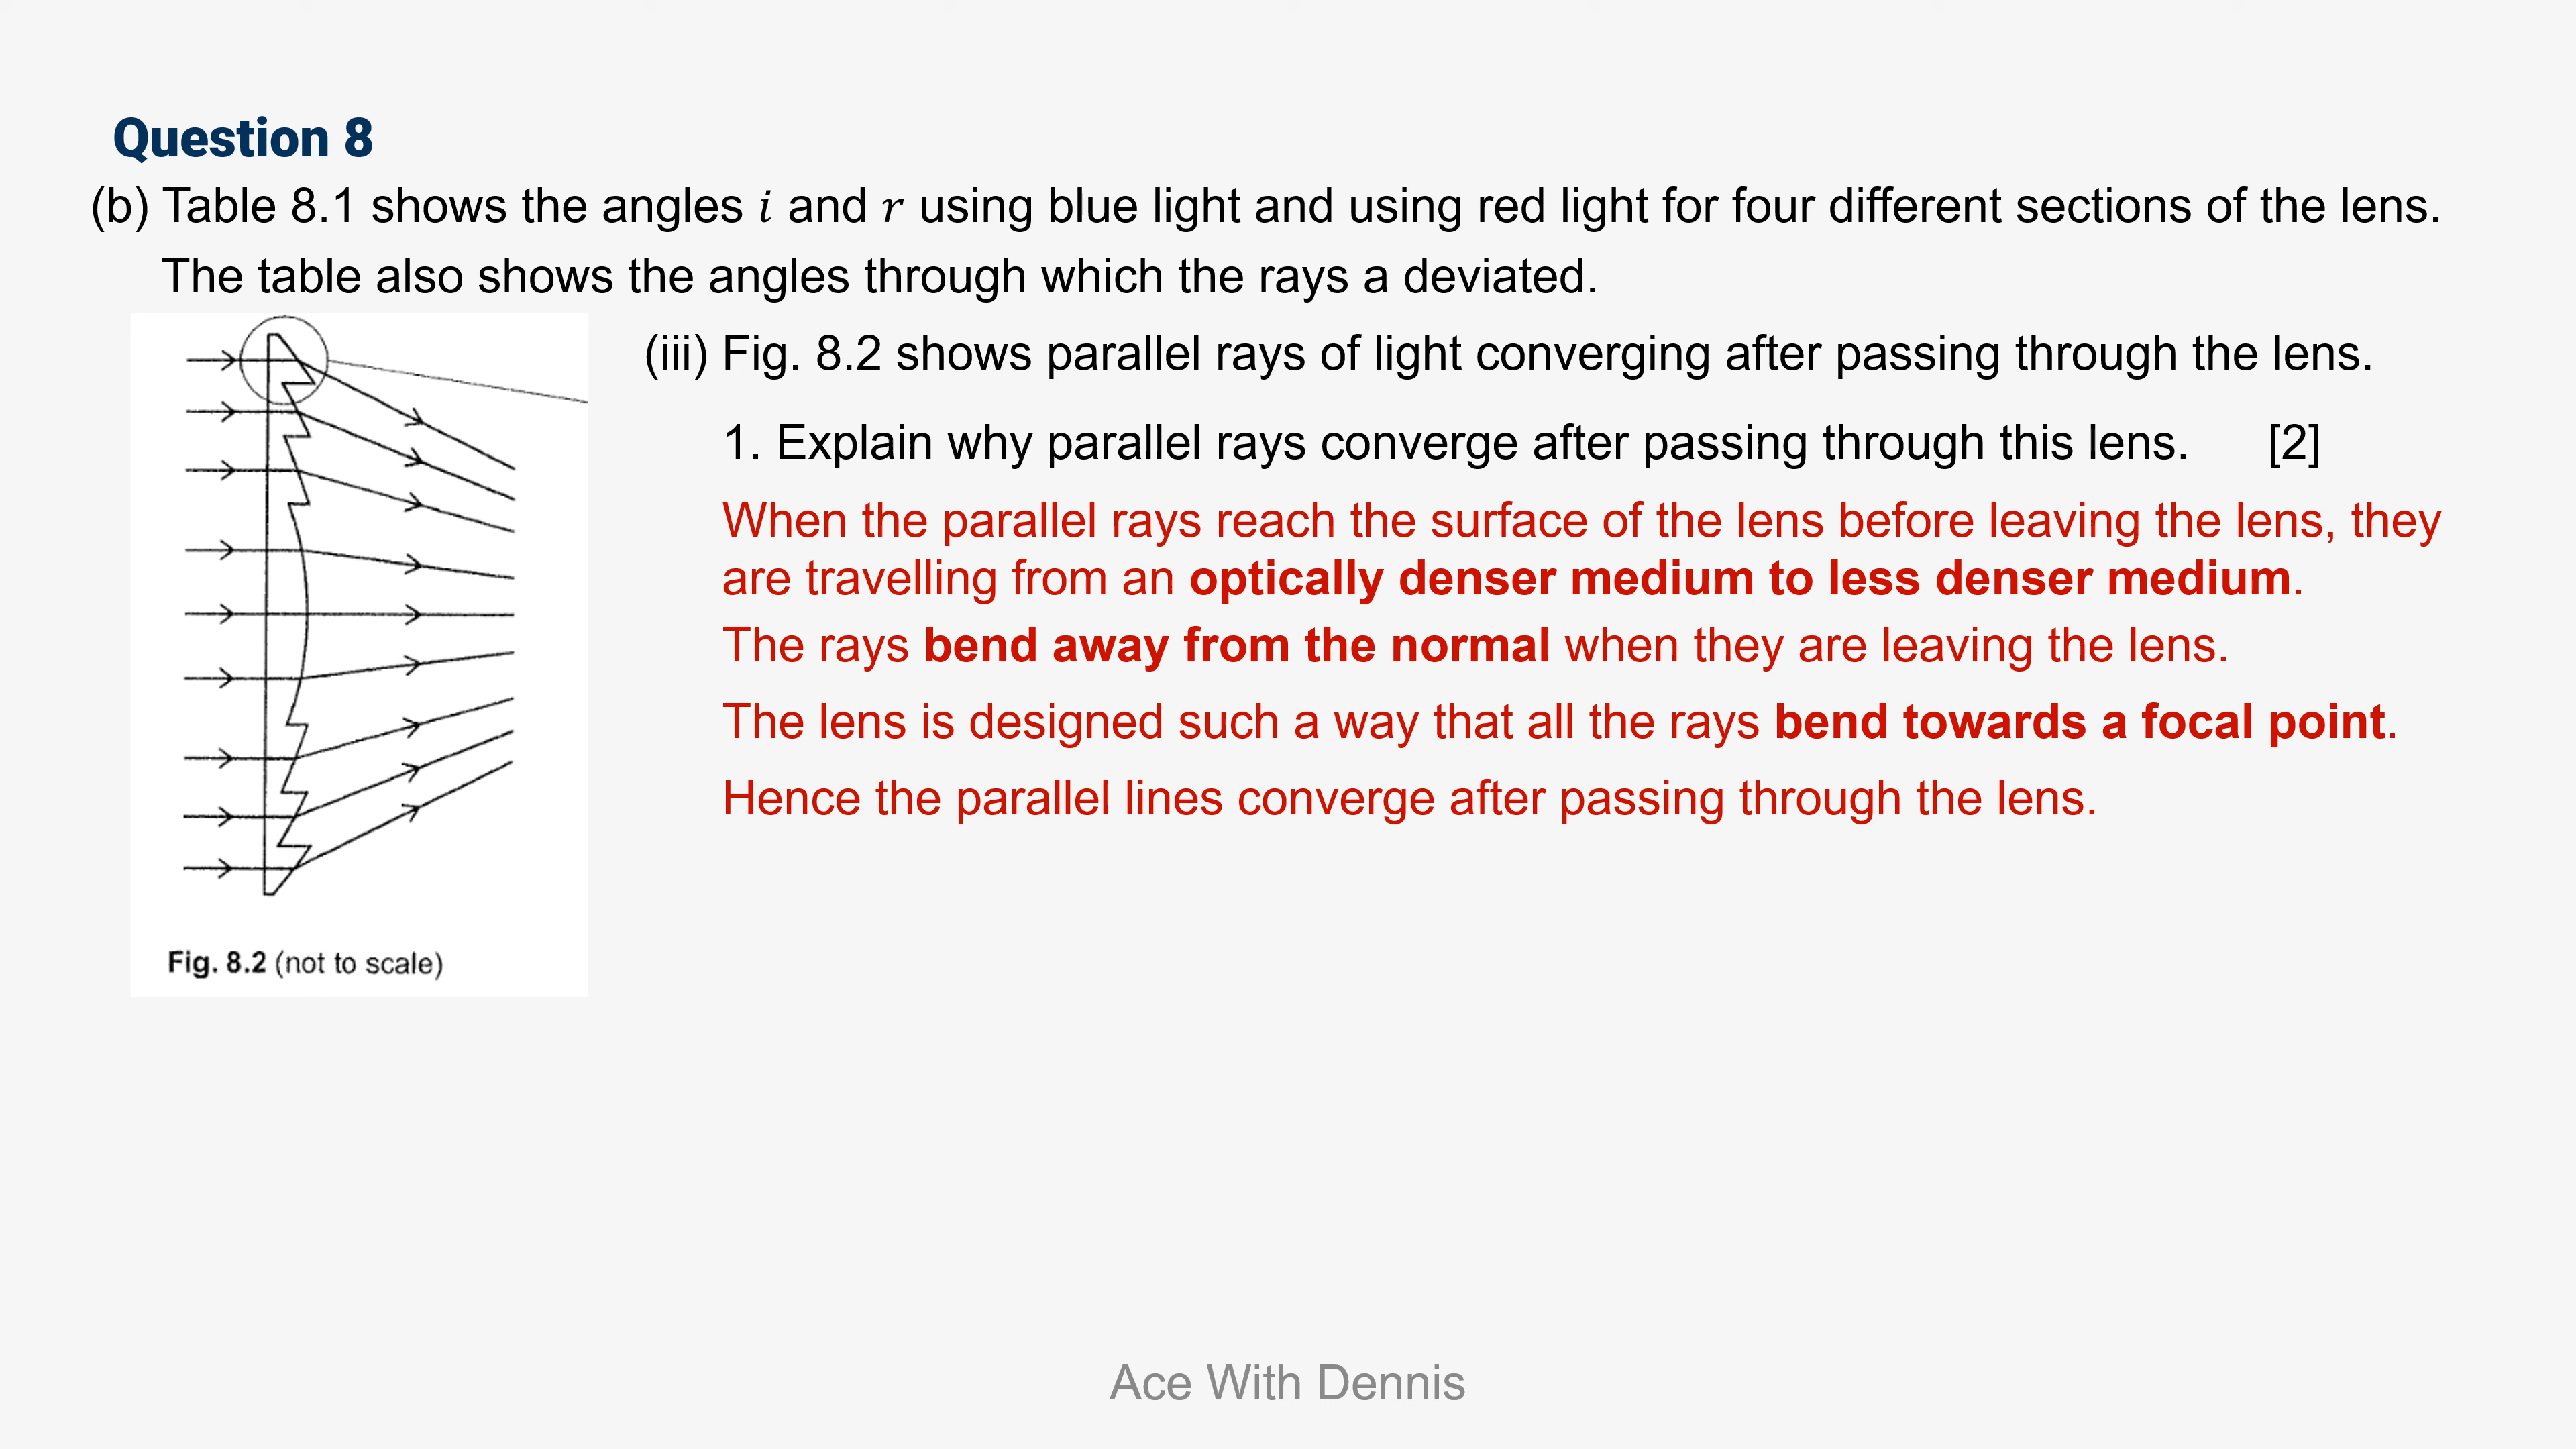 Question 8
(b) Table 8.1 shows the angles i and r using blue light and using red light for four different sections of the lens.
The table also shows the angles through which the rays a deviated.
(iii) Fig. 8.2 shows parallel rays of light converging after passing through the lens.
1. Explain why parallel rays converge after passing through this lens. [2]
When the parallel rays reach the surface of the lens before leaving the lens, they
are travelling from an optically denser medium to less denser medium.
The rays bend away from the normal when they are leaving the lens.
The lens is designed such a way that all the rays bend towards a focal point.
Hence the parallel lines converge after passing through the lens.
Fig. 8.2 (not to scale)
Ace With Dennis